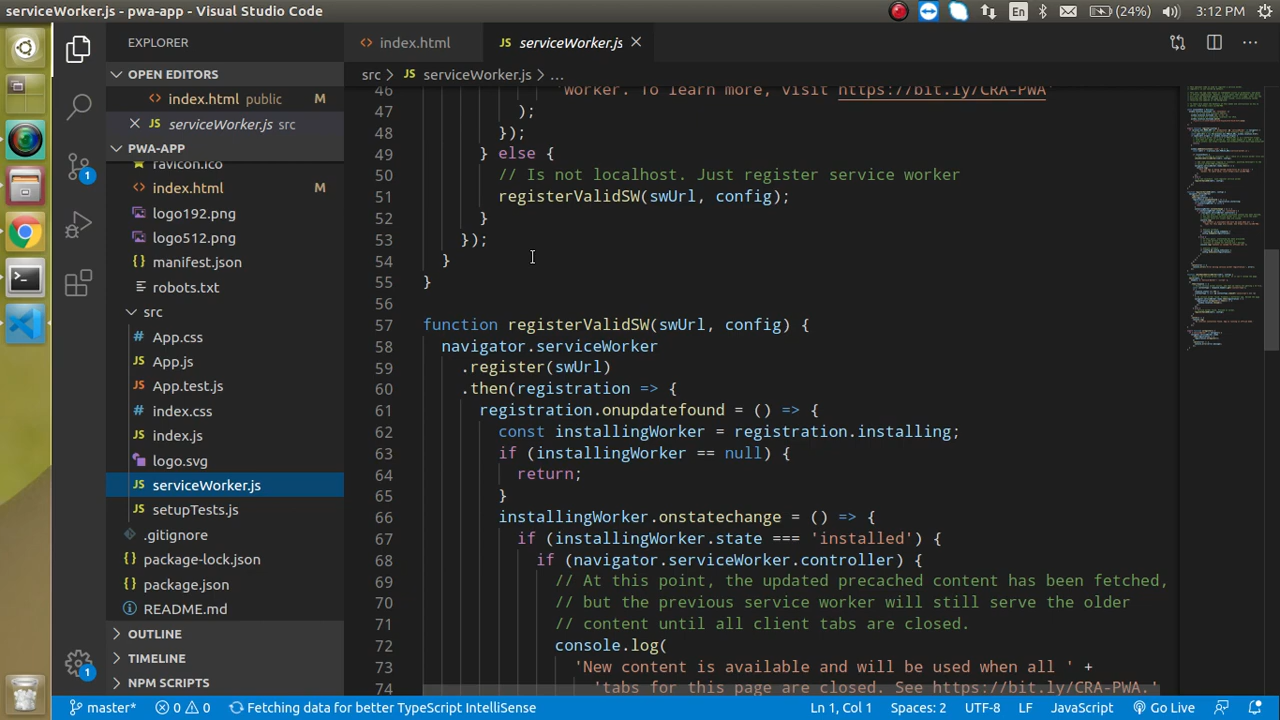 serviceWorker.js - pwa-app - Visual Studio Code
En
(24%)
3:12 PM
EXPLORER
OPEN EDITORS
index.html public M
serviceWorker.js src
PWA-APP
favicon.ico
index.html M
logo192.png
logo512.png
manifest.json
robots.txt
src
App.css
App.js
App.test.js
index.css
index.js
logo.svg
serviceWorker.js
setupTests.js
.gitignore
package-lock.json
package.json
README.md
OUTLINE
TIMELINE
NPM SCRIPTS
1
1
index.html
JS serviceWorker.js
src > JS serviceWorker.js > ...
46 'worker. To learn more, visit https://bit.ly/CRA-PWA'
47 );
48 });
49 } else {
50 // Is not localhost. Just register service worker
51 registerValidSW(swUrl, config);
52 }
53 });
54 }
55 }
56
57 function registerValidSW(swUrl, config) {
58 navigator.serviceWorker
59 .register(swUrl)
60 .then(registration => {
61 registration.onupdatefound = () => {
62 const installingWorker = registration.installing;
63 if (installingWorker == null) {
64 return;
65 }
66 installingWorker.onstatechange = () => {
67 if (installingWorker.state === 'installed') {
68 if (navigator.serviceWorker.controller) {
69 // At this point, the updated precached content has been fetched,
70 // but the previous service worker will still serve the older
71 // content until all client tabs are closed.
72 console.log(
73 'New content is available and will be used when all ' +
74 'tabs for this page are closed. See https://bit.ly/CRA-PWA.'
master* 0 0 Fetching data for better TypeScript IntelliSense
Ln 1, Col 1 Spaces: 2 UTF-8 LF JavaScript Go Live